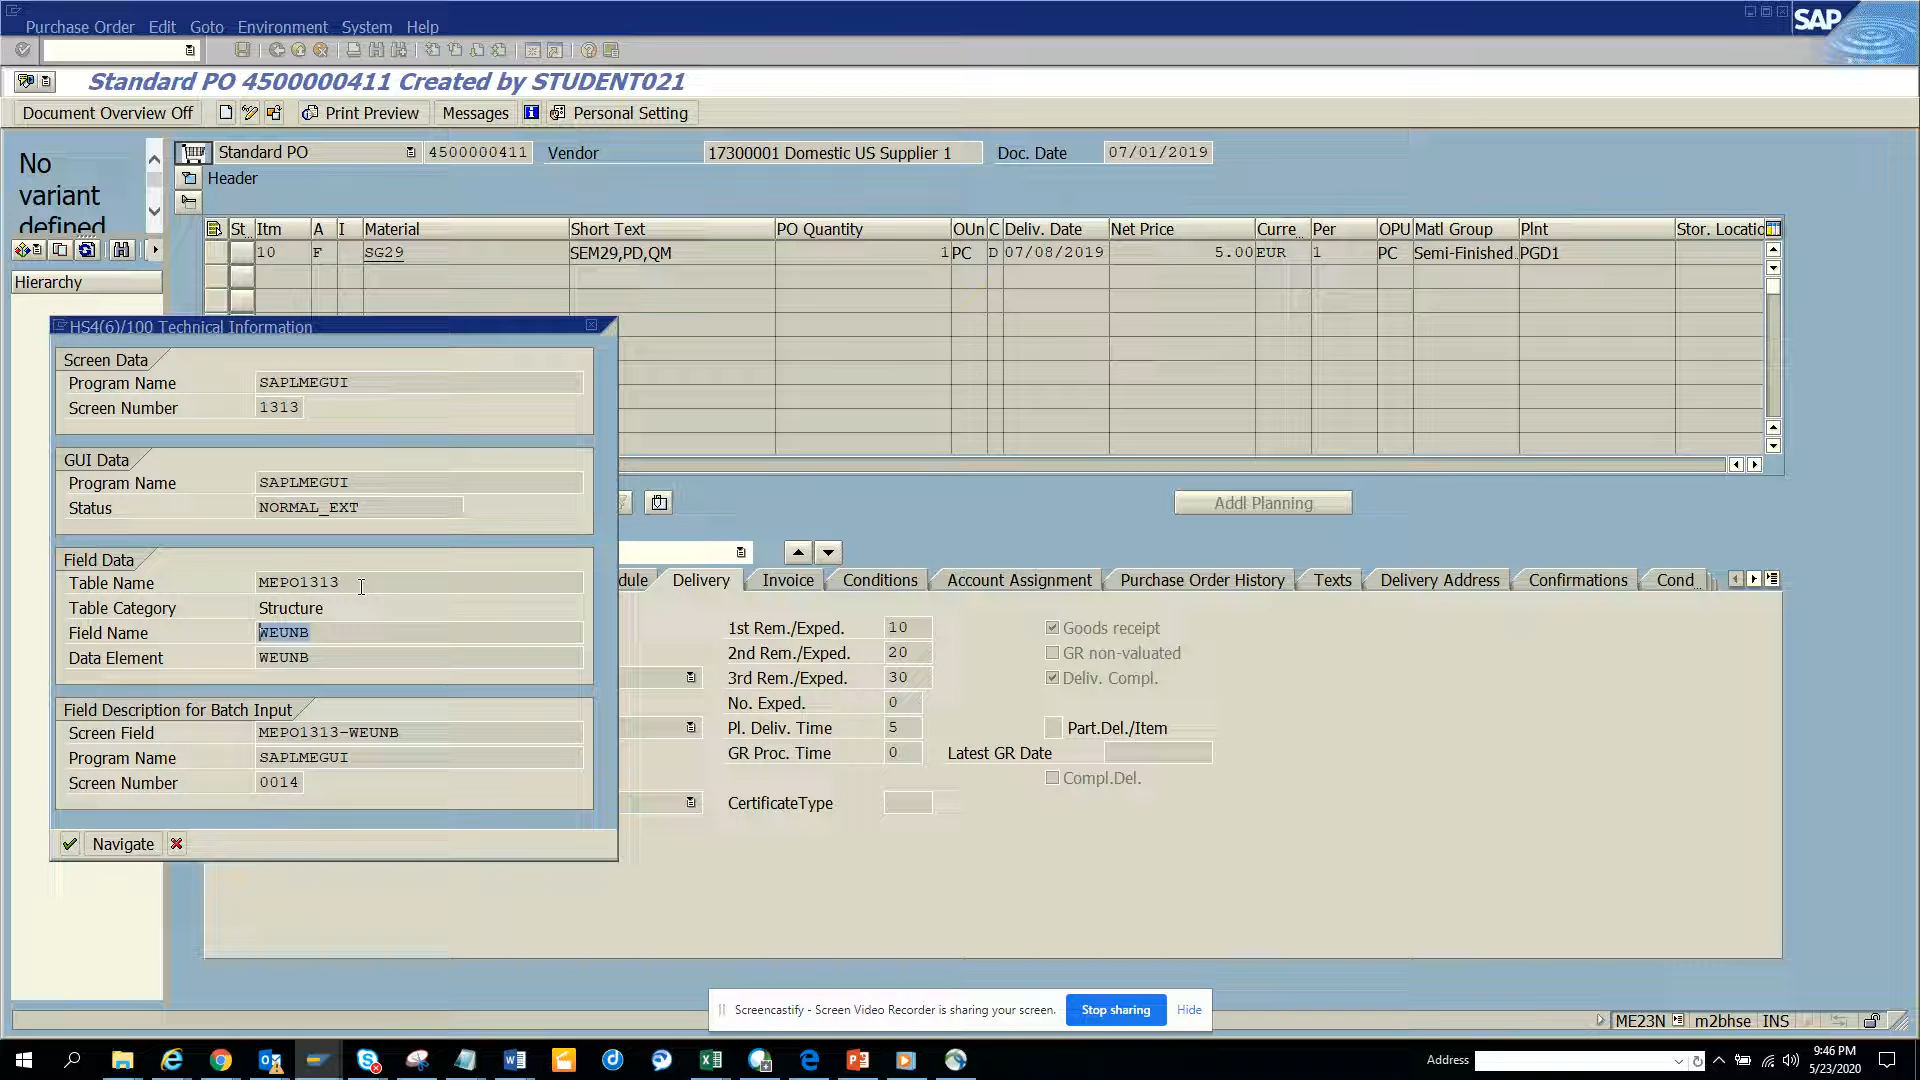 Purchase Order Edit Goto Environment System Help
SAP
Standard PO 4500000411 Created by STUDENT021
Document Overview Off Print Preview Messages Personal Setting
No
variant
defined
Hierarchy
Standard PO 4500000411 Vendor 17300001 Domestic US Supplier 1 Doc. Date 07/01/2019
Header
St.. Itm A I Material Short Text PO Quantity OUn C Deliv. Date Net Price Curre... Per OPU Matl Group Plnt Stor. Locatio
10 F SG29 SEM29,PD,QM 1 PC D 07/08/2019 5.00 EUR 1 PC Semi-Finished.. PGD1
HS4(6)/100 Technical Information
Screen Data
Program Name SAPLMEGUI
Screen Number 1313
GUI Data
Program Name SAPLMEGUI
Status NORMAL_EXT
Field Data
Table Name MEPO1313
Table Category Structure
Field Name WEUNB
Data Element WEUNB
Field Description for Batch Input
Screen Field MEPO1313-WEUNB
Program Name SAPLMEGUI
Screen Number 0014
Navigate
Addl Planning
dule Delivery Invoice Conditions Account Assignment Purchase Order History Texts Delivery Address Confirmations Cond...
1st Rem./Exped. 10 Goods receipt
2nd Rem./Exped. 20 GR non-valuated
3rd Rem./Exped. 30 Deliv. Compl.
No. Exped. 0
Pl. Deliv. Time 5 Part.Del./Item
GR Proc. Time 0 Latest GR Date
Compl.Del.
CertificateType
Screencastify - Screen Video Recorder is sharing your screen. Stop sharing Hide
ME23N m2bhse INS
Address
9:46 PM
5/23/2020